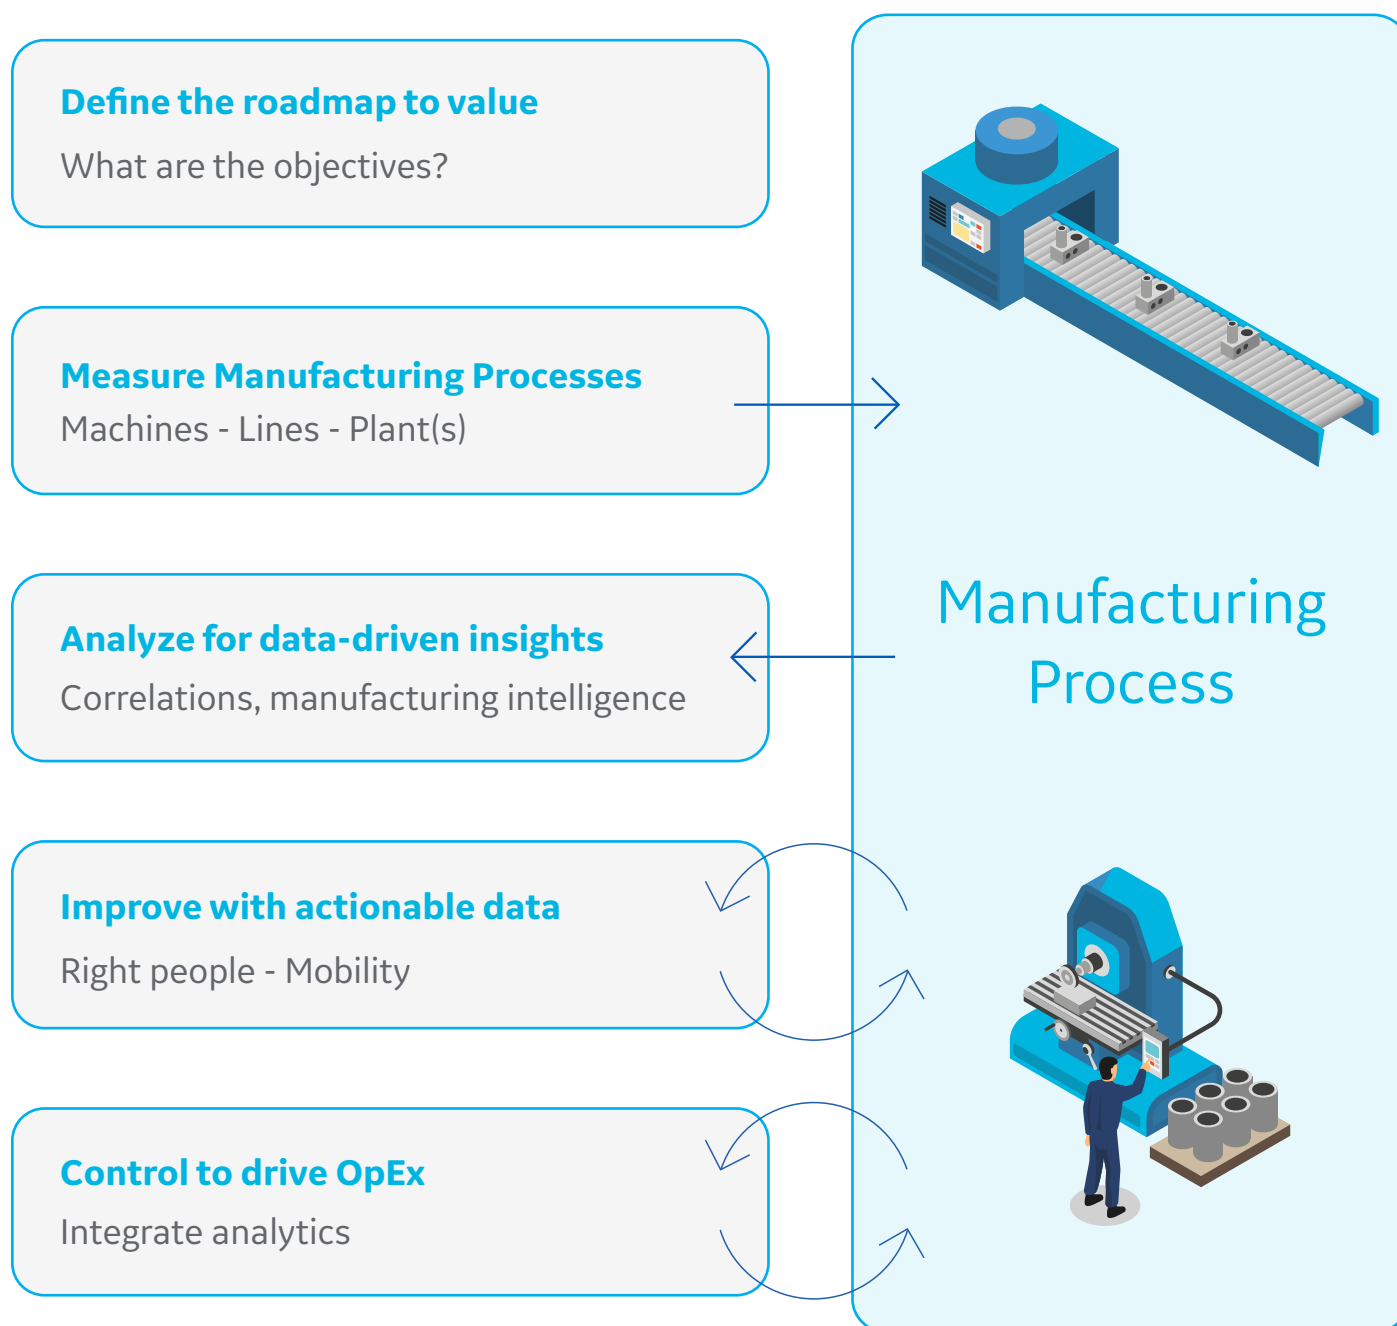 Define the roadmap to value
What are the objectives?
Measure Manufacturing Processes
Machines - Lines - Plant(s)
Analyze for data-driven insights
Correlations, manufacturing intelligence
Improve with actionable data
Right people - Mobility
Control to drive OpEx
Integrate analytics
Manufacturing
Process